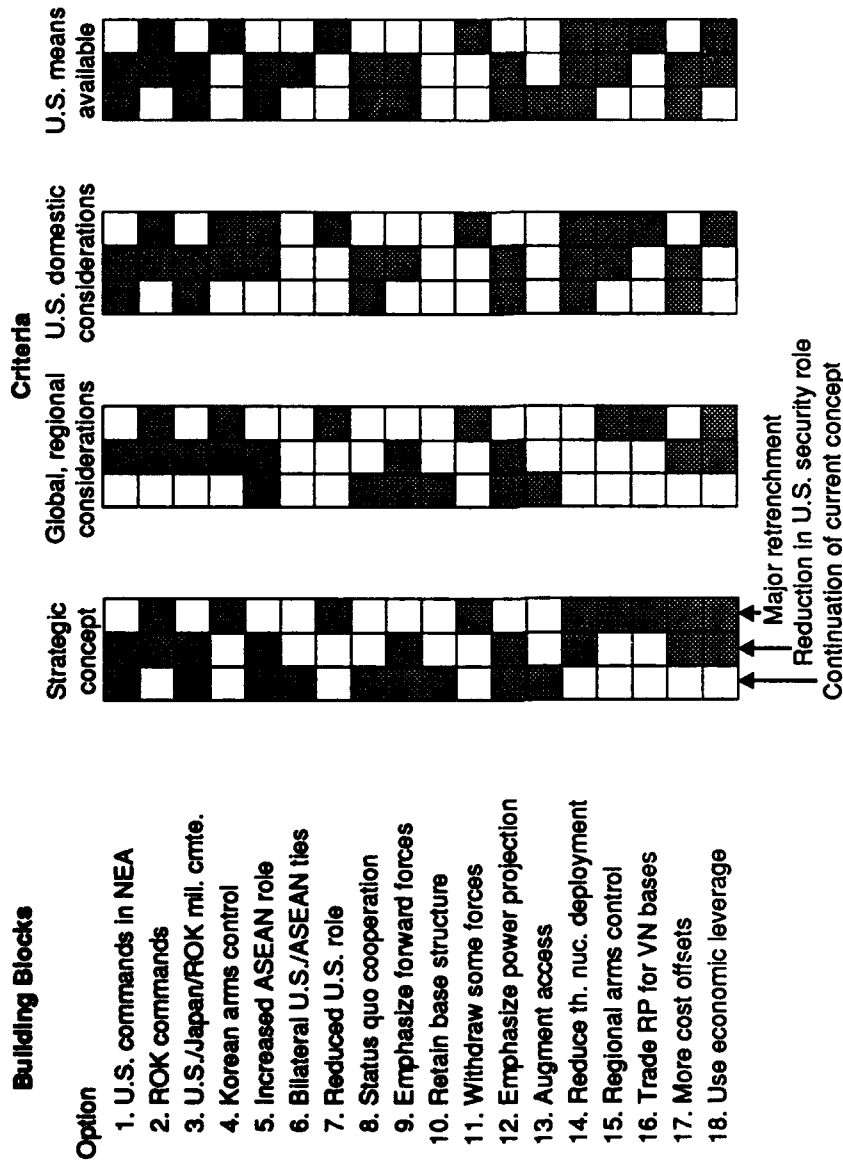 Building Blocks
Criteria
Option
Strategic
concept
Global, regional
considerations
U.S. domestic
considerations
U.S. means
available
1. U.S. commands in NEA
2. ROK commands
3. U.S./Japan/ROK mil. cmte.
4. Korean arms control
5. Increased ASEAN role
6. Bilateral U.S./ASEAN ties
7. Reduced U.S. role
8. Status quo cooperation
9. Emphasize forward forces
10. Retain base structure
11. Withdraw some forces
12. Emphasize power projection
13. Augment access
14. Reduce th. nuc. deployment
15. Regional arms control
16. Trade RP for VN bases
17. More cost offsets
18. Use economic leverage
Major retrenchment
Reduction in U.S. security role
Continuation of current concept